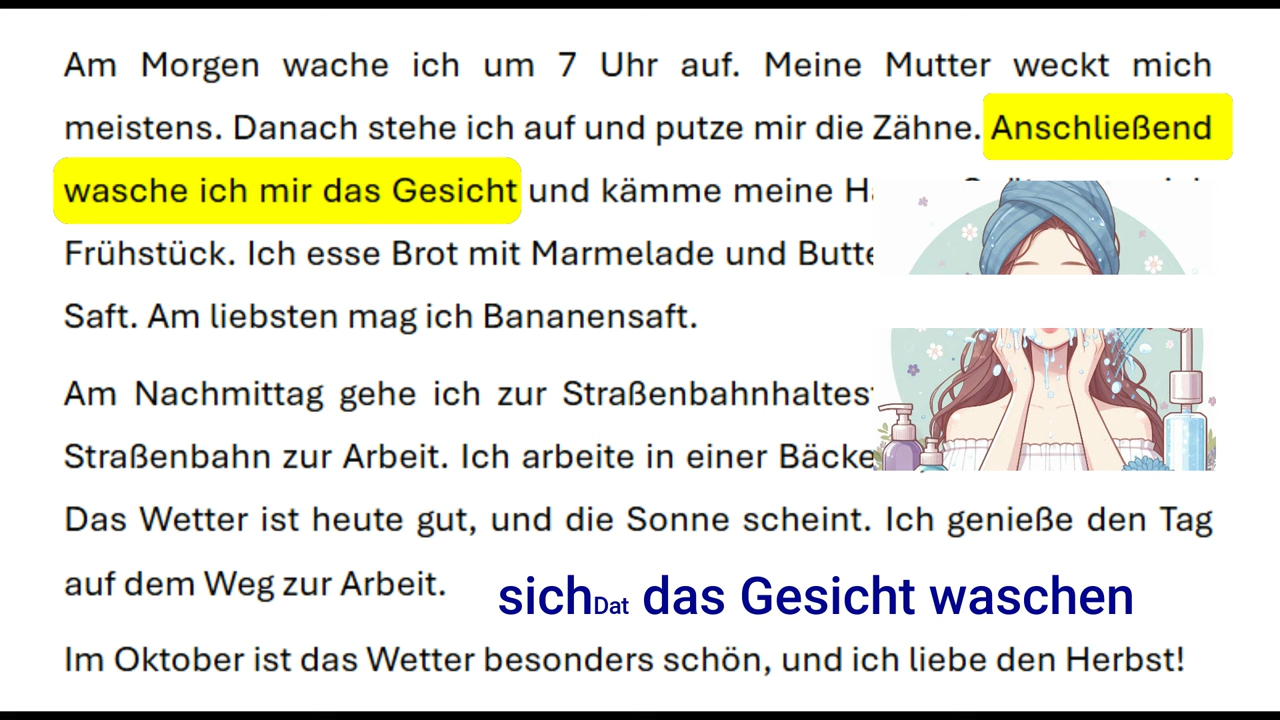 Am Morgen wache ich um 7 Uhr auf. Meine Mutter weckt mich
meistens. Danach stehe ich auf und putze mir die Zähne. Anschließend
wasche ich mir das Gesicht und kämme meine
Frühstück. Ich esse Brot mit Marmelade und
Saft. Am liebsten mag ich Bananensaft.
Am Nachmittag gehe ich zur
Straßenbahn zur Arbeit. Ich arbeite in einer
Das Wetter ist heute gut, und die Sonne scheint. Ich genieße den Tag
auf dem Weg zur Arbeit.
sich Dat das Gesicht waschen
Im Oktober ist das Wetter besonders schön, und ich liebe den Herbst!